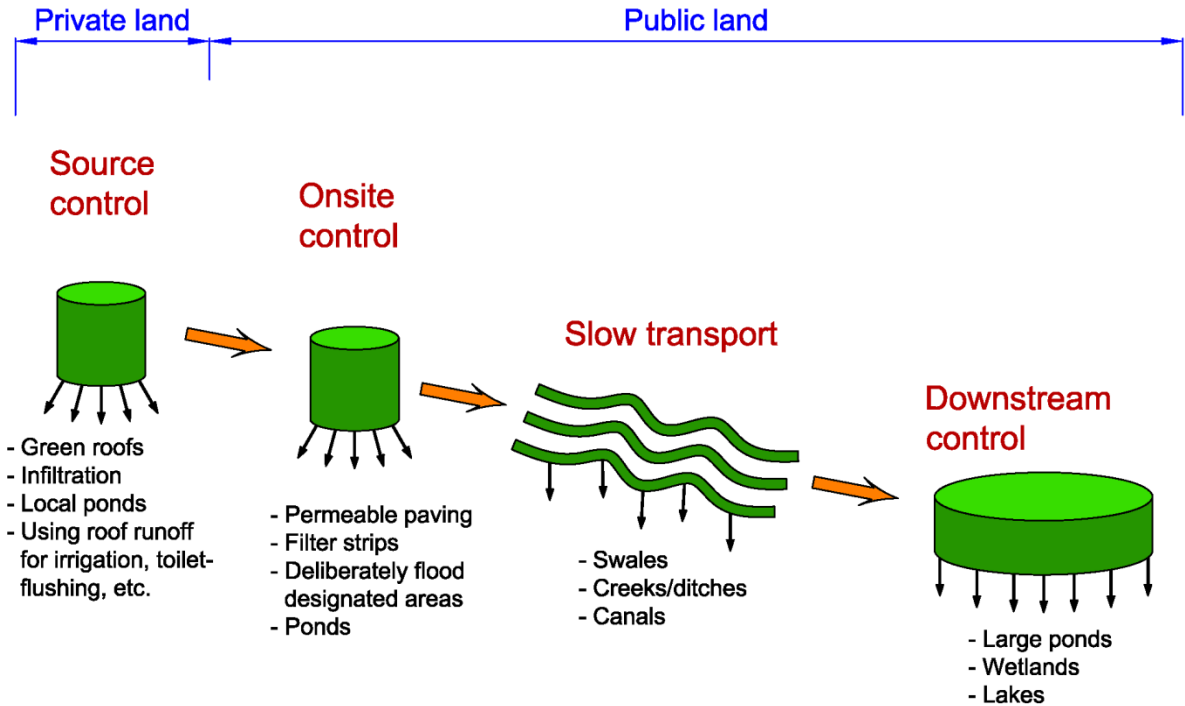 Private land
Public land
Source
control
- Green roofs
- Infiltration
- Local ponds
- Using roof runoff
for irrigation, toilet-
flushing, etc.
Onsite
control
- Permeable paving
- Filter strips
- Deliberately flood
designated areas
- Ponds
Slow transport
- Swales
- Creeks/ditches
- Canals
Downstream
control
- Large ponds
- Wetlands
- Lakes